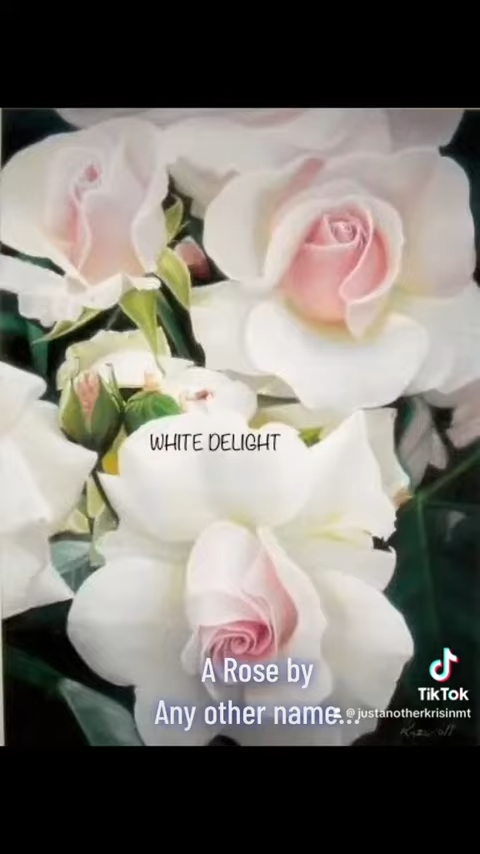 WHITE DELIGHT
A Rose by
Any other name...
TikTok
@justanotherkrisinmt